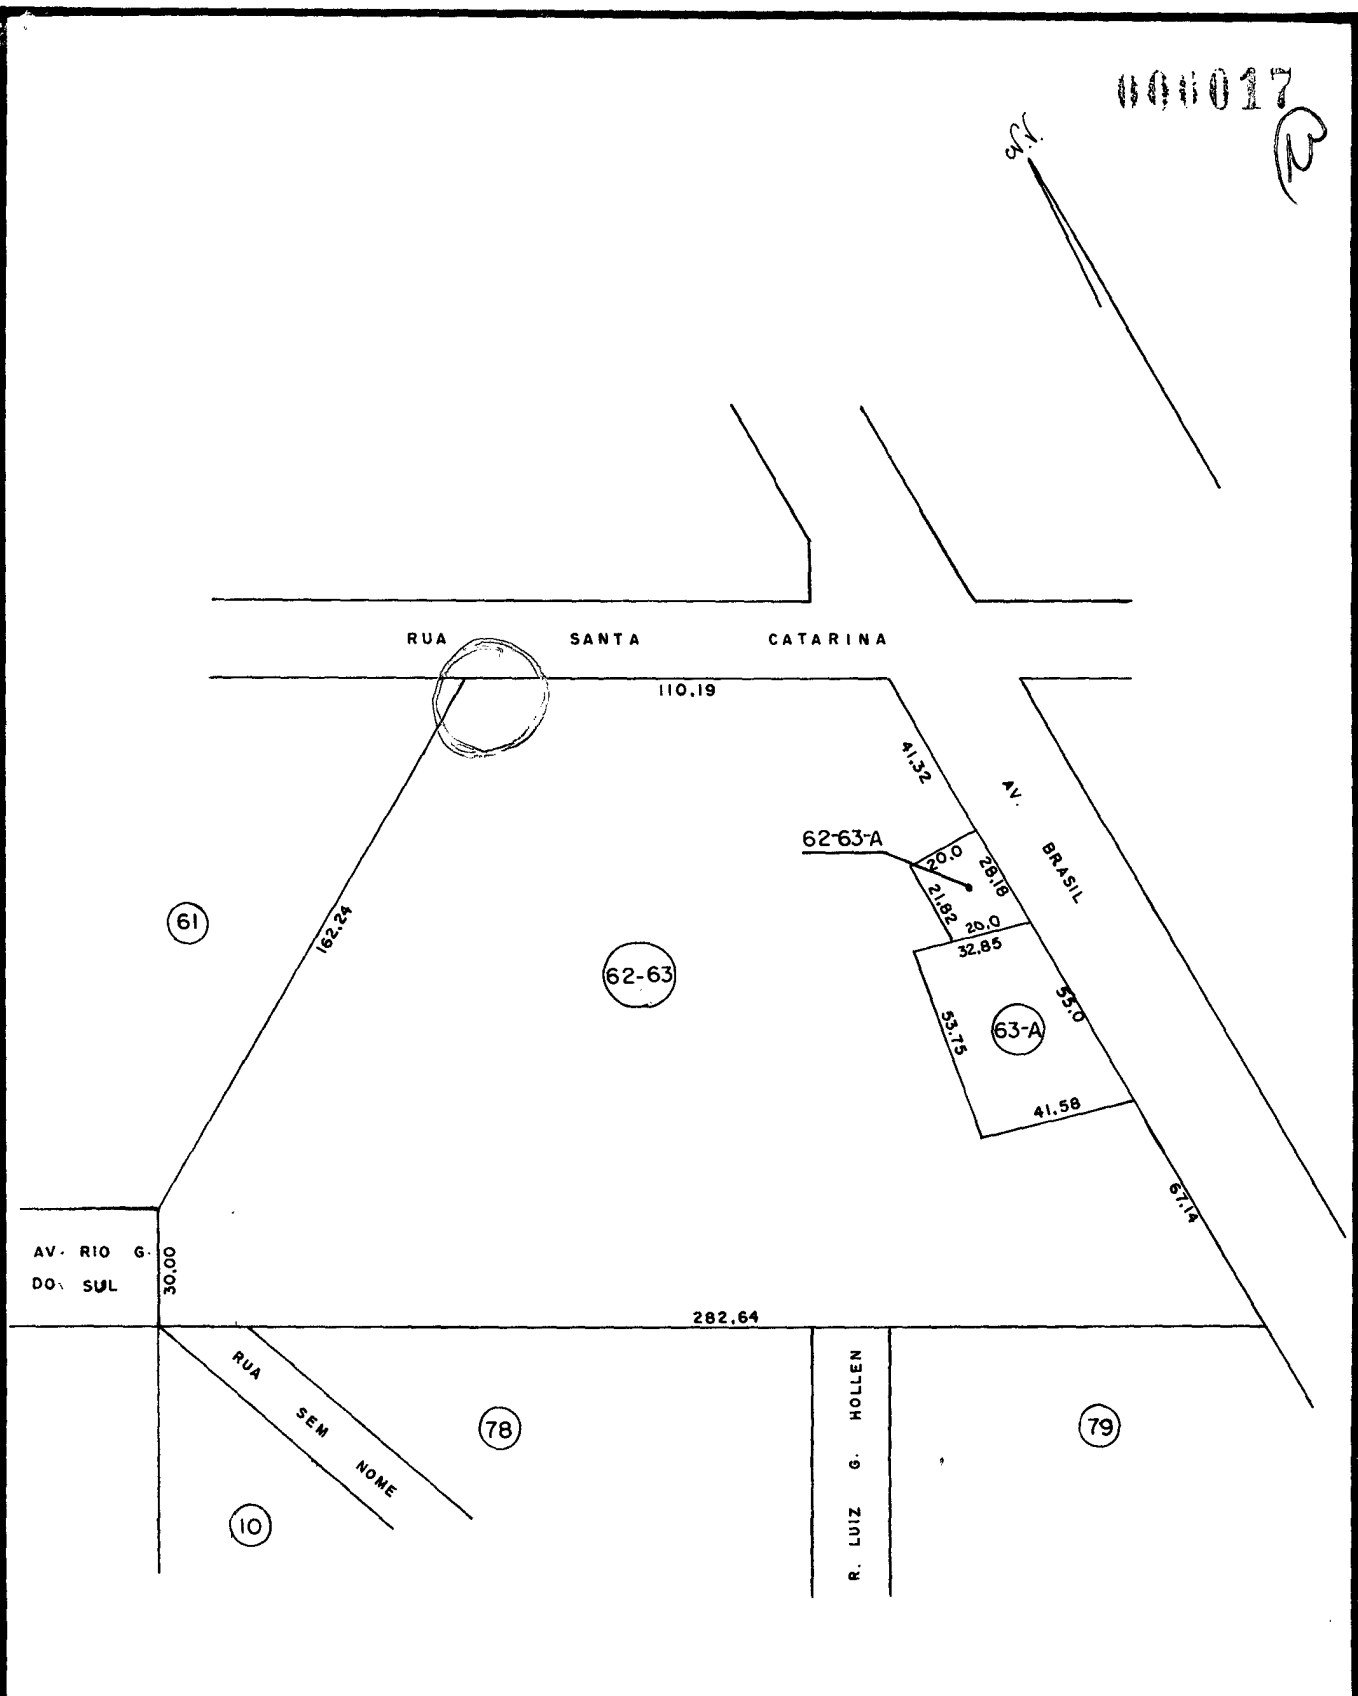 000017
RUA SANTA CATARINA
110,19
41,32
AV. BRASIL
62-63-A
20,0
28,18
21,82
20,0
32,85
61
162,24
62-63
55,0
53,75
63-A
41,58
67,14
AV. RIO G.
DO SUL
30,00
282,64
RUA SEM NOME
78
R. LUIZ G. HOLLEN
79
10